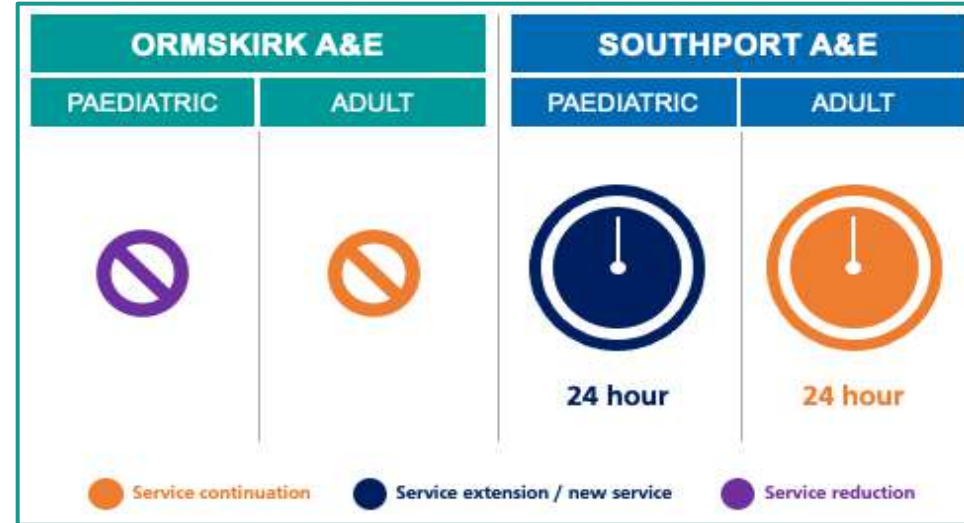 ORMSKIRK A&E SOUTHPORT A&E
PAEDIATRIC ADULT PAEDIATRIC ADULT
24 hour 24 hour
Service continuation Service extension / new service Service reduction